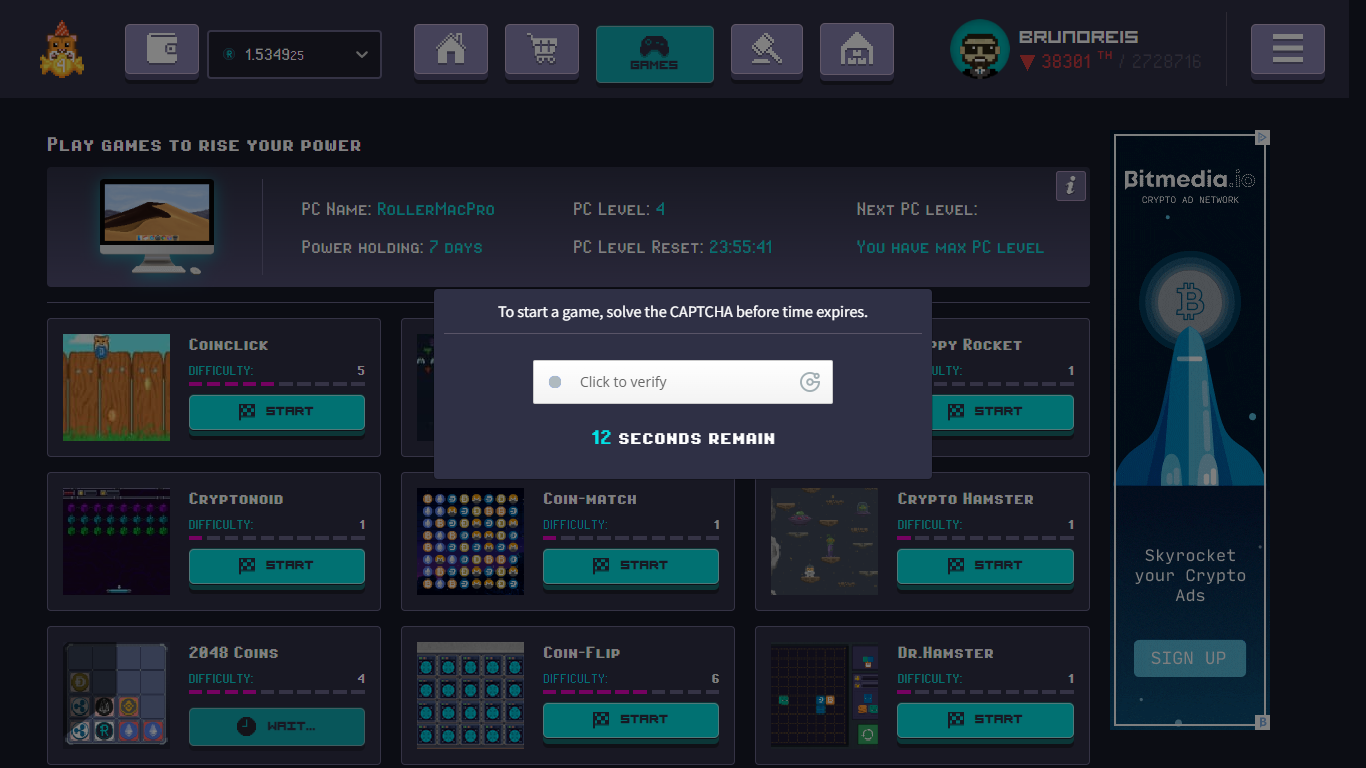 1.534925
GAMES
BRUNOREIS
38301 TH / 2728716
Play games to rise your power
PC Name: RollerMacPro
PC Level: 4
Next PC level:
i
Power holding: 7 days
PC Level Reset: 23:55:41
You have max PC level
To start a game, solve the CAPTCHA before time expires.
Click to verify
12 seconds remain
Coinclick
Difficulty: 5
START
ppy Rocket
ulty: 1
START
Cryptonoid
Difficulty: 1
START
Coin-match
Difficulty: 1
START
Crypto Hamster
Difficulty: 1
START
2048 Coins
Difficulty: 4
WAIT...
Coin-Flip
Difficulty: 6
START
Dr.Hamster
Difficulty: 1
START
Bitmedia.io
CRYPTO AD NETWORK
Skyrocket
your Crypto
Ads
SIGN UP